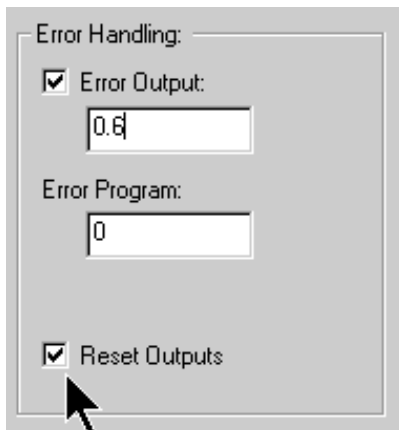 Error Handling:
Error Output:
0.6
Error Program:
0
Reset Outputs